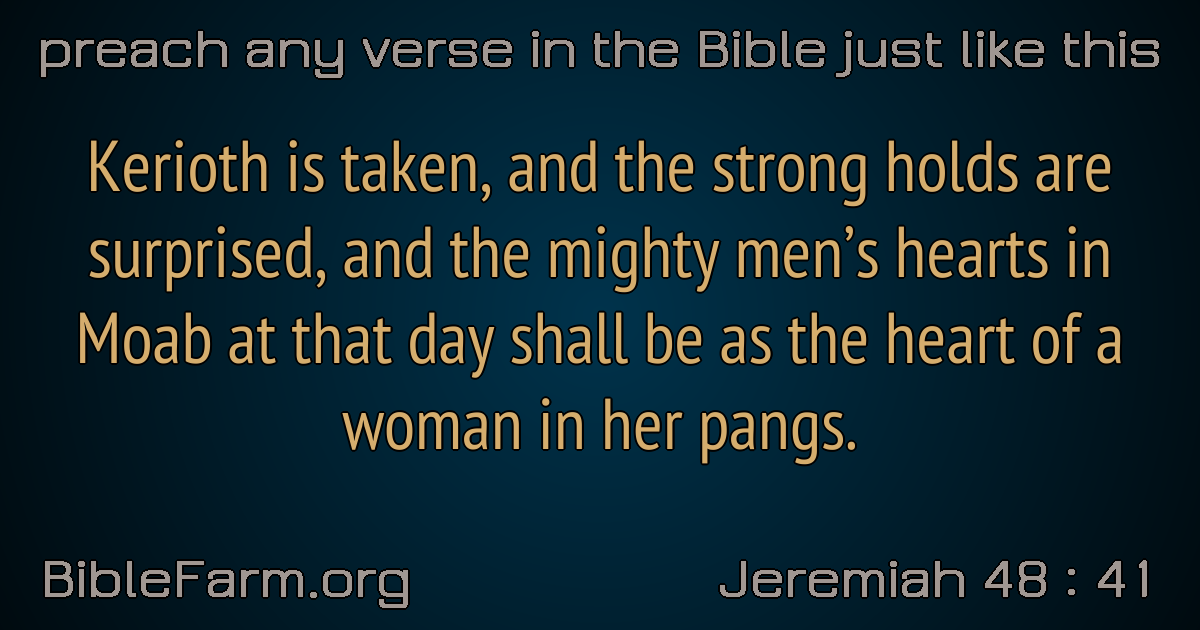 preach any verse in the Bible just like this
Kerioth is taken, and the strong holds are
surprised, and the mighty men’s hearts in
Moab at that day shall be as the heart of a
woman in her pangs.
BibleFarm.org
Jeremiah 48 : 41